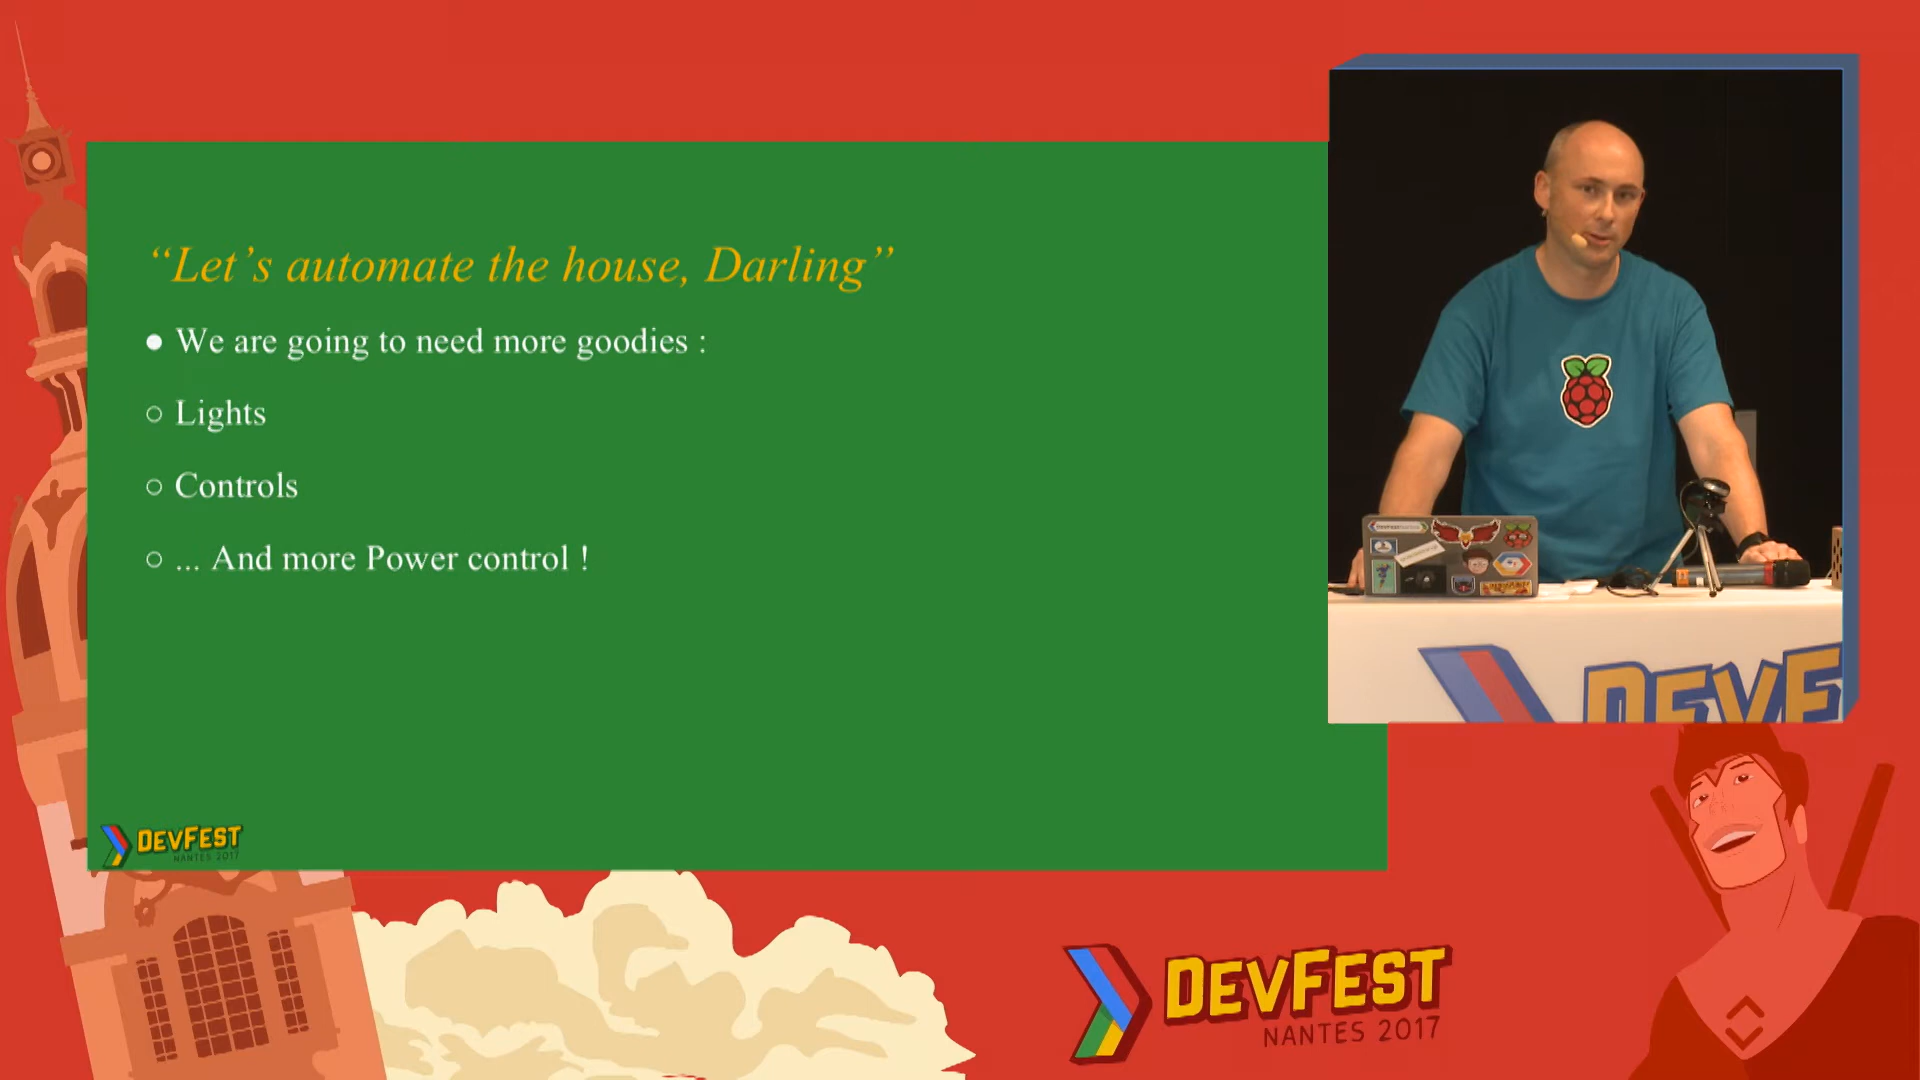 “Let’s automate the house, Darling”
● We are going to need more goodies :
○ Lights
○ Controls
○ ... And more Power control !
DEVFEST
NANTES 2017
DEVFE
DEVFEST
NANTES 2017